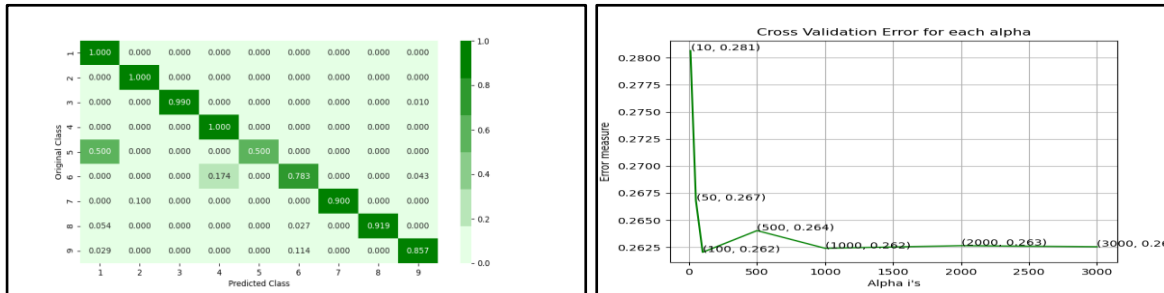 1.000 0.000 0.000 0.000 0.000 0.000 0.000 0.000 0.000
0.000 1.000 0.000 0.000 0.000 0.000 0.000 0.000 0.000
0.000 0.000 0.990 0.000 0.000 0.000 0.000 0.000 0.010
0.000 0.000 0.000 1.000 0.000 0.000 0.000 0.000 0.000
0.500 0.000 0.000 0.000 0.500 0.000 0.000 0.000 0.000
0.000 0.000 0.000 0.174 0.000 0.783 0.000 0.000 0.043
0.000 0.100 0.000 0.000 0.000 0.000 0.900 0.000 0.000
0.054 0.000 0.000 0.000 0.000 0.027 0.000 0.919 0.000
0.029 0.000 0.000 0.000 0.000 0.114 0.000 0.000 0.857
1
2
3
4
5
6
7
8
9
Original Class
1 2 3 4 5 6 7 8 9
Predicted Class
1.0
0.8
0.6
0.4
0.2
0.0
Cross Validation Error for each alpha
0.2800
0.2775
0.2750
0.2725
0.2700
0.2675
0.2650
0.2625
Error measure
(10, 0.281)
(50, 0.267)
(100, 0.262)
(500, 0.264)
(1000, 0.262)
(2000, 0.263)
(3000,
0 500 1000 1500 2000 2500 3000
Alpha i's